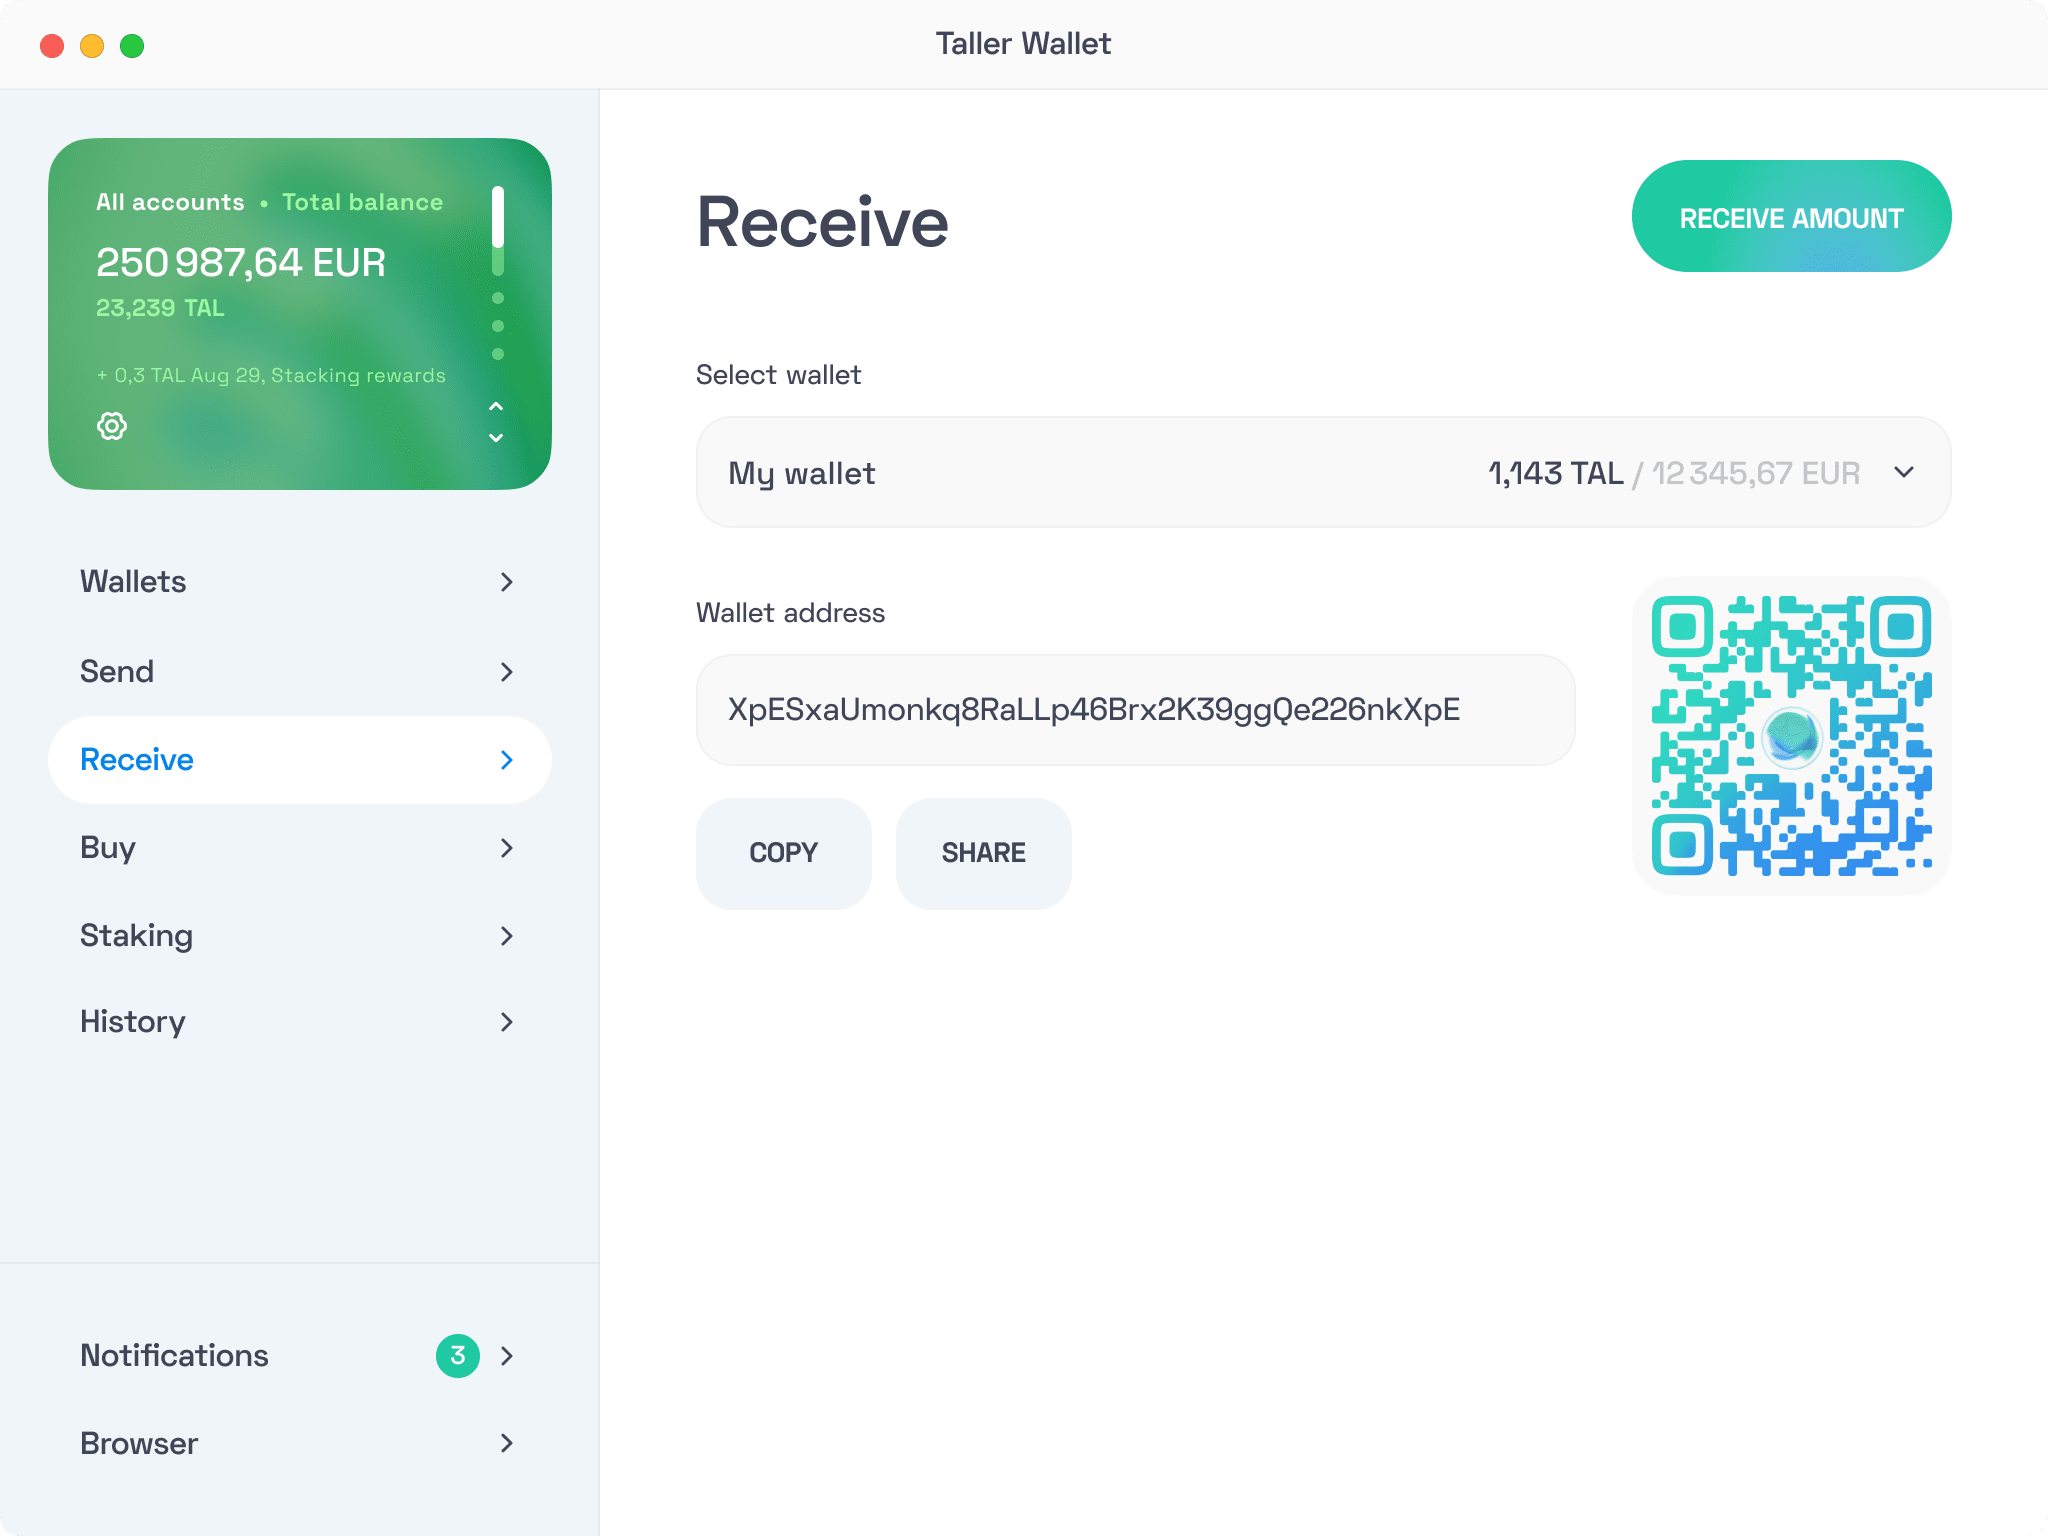 Taller Wallet
All accounts • Total balance
250 987,64 EUR
23,239 TAL
+ 0,3 TAL Aug 29, Stacking rewards
Wallets
Send
Receive
Buy
Staking
History
Notifications 3
Browser
Receive
RECEIVE AMOUNT
Select wallet
My wallet 1,143 TAL / 12 345,67 EUR
Wallet address
XpESxaUmonkq8RaLLp46Brx2K39ggQe226nkXpE
COPY SHARE